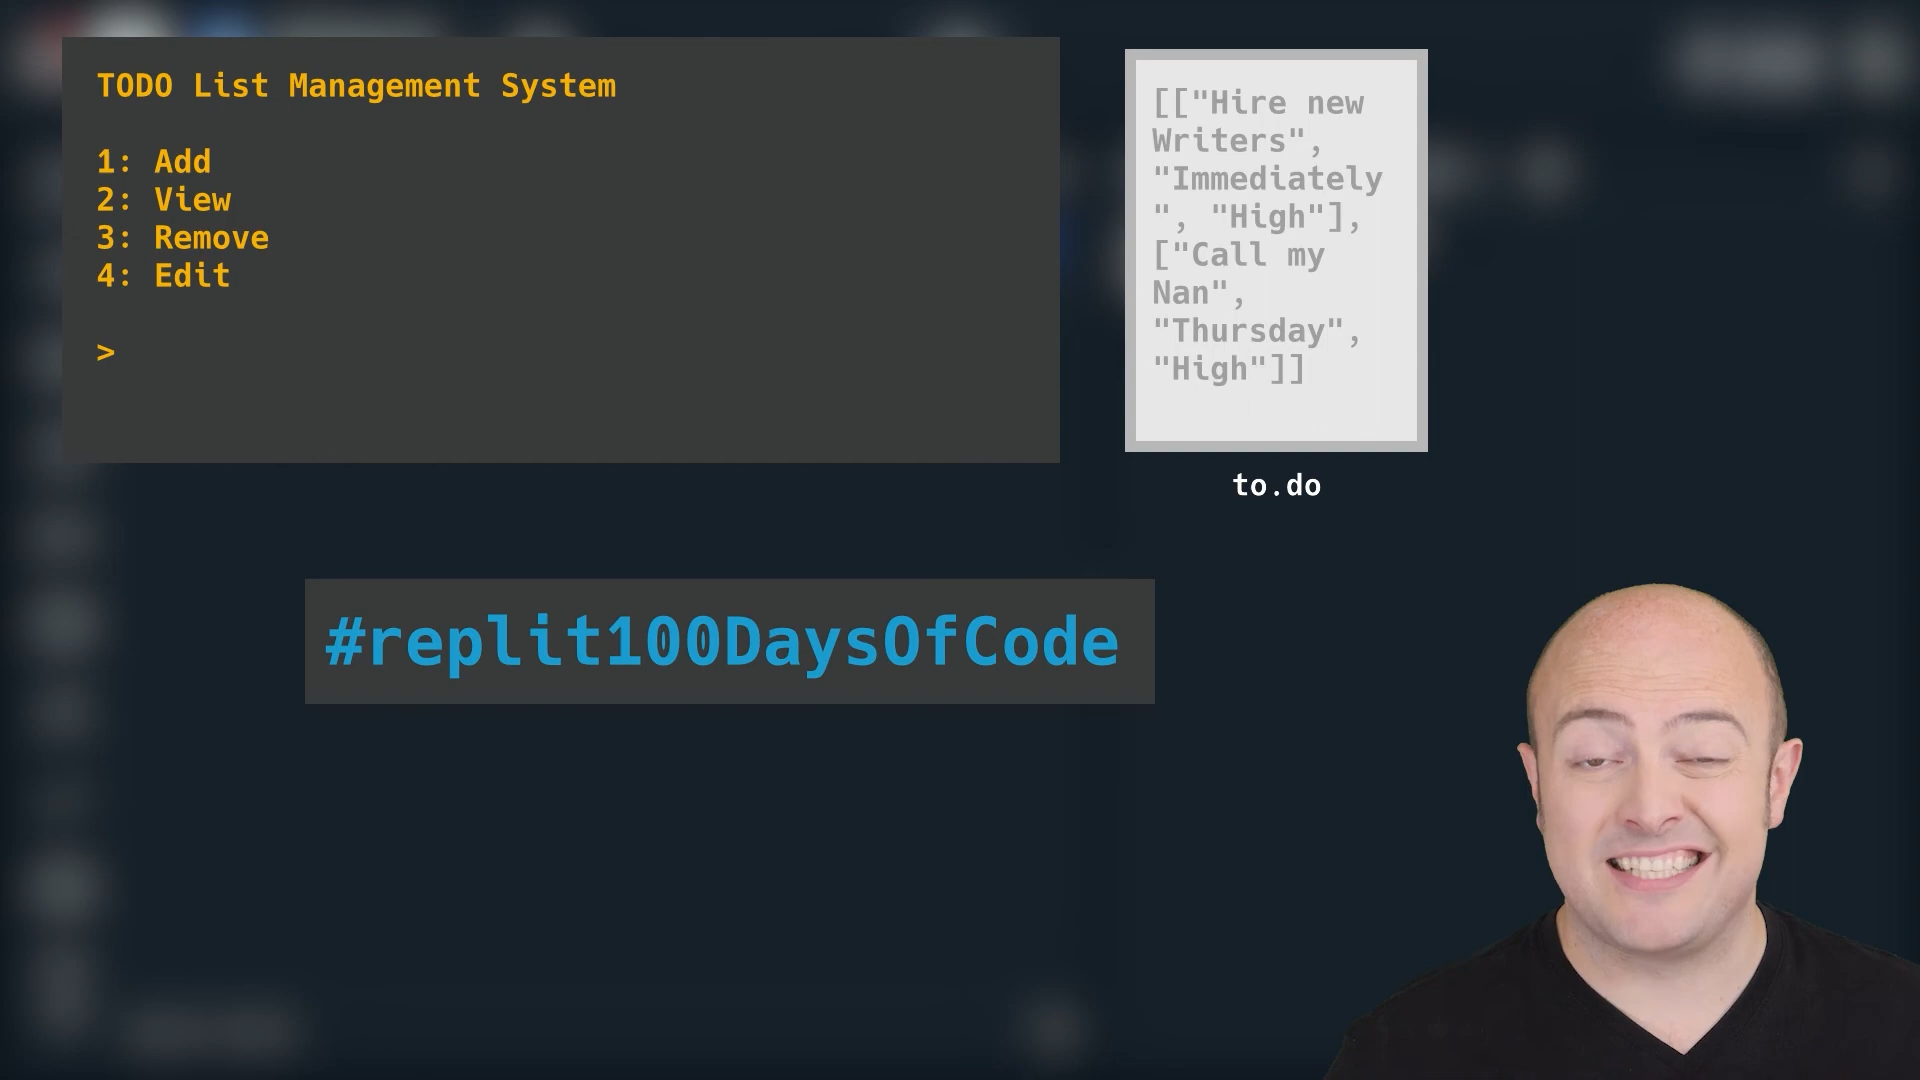 TODO List Management System
1: Add
2: View
3: Remove
4: Edit
>
[["Hire new
Writers",
"Immediately
", "High"],
["Call my
Nan",
"Thursday",
"High"]]
to.do
#replit100DaysOfCode